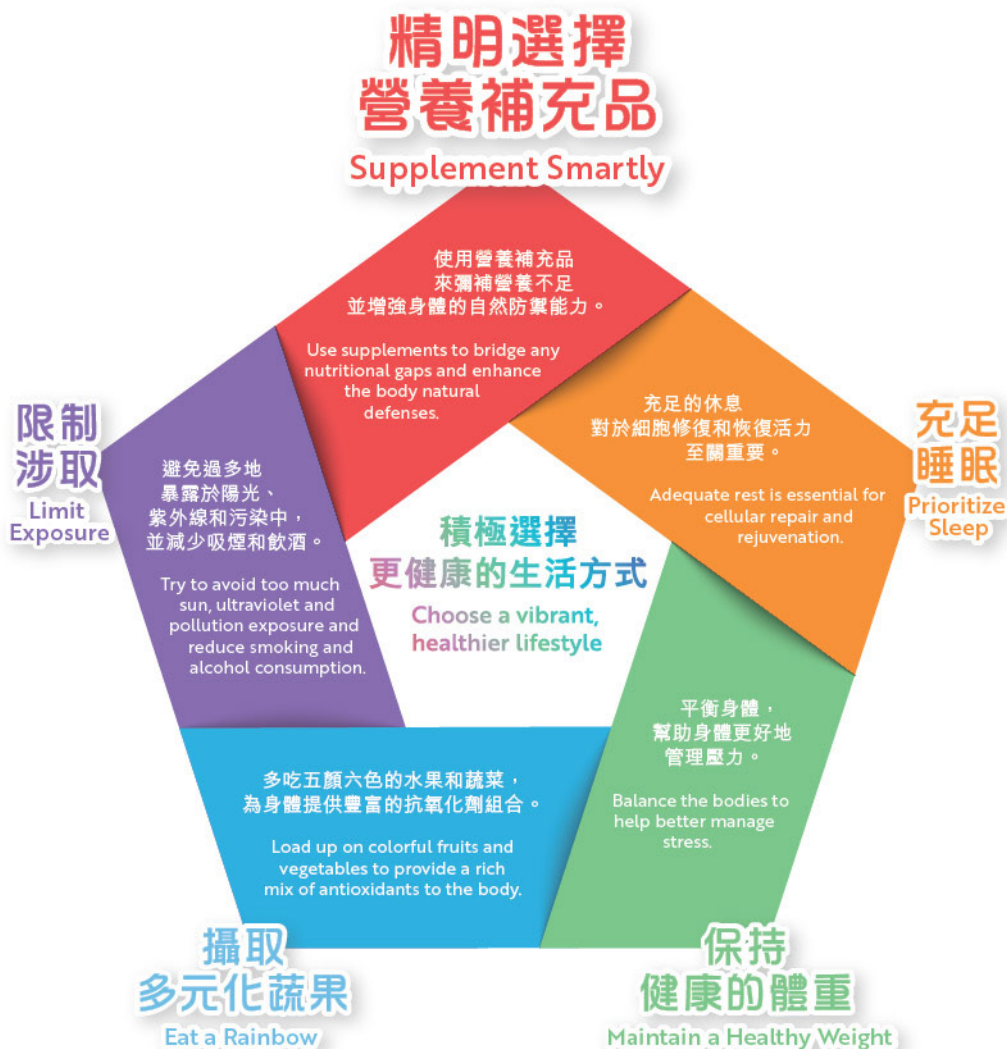 精明選擇
營養補充品
Supplement Smartly
使用營養補充品
來彌補營養不足
並增強身體的自然防禦能力。
Use supplements to bridge any
nutritional gaps and enhance
the body natural
defenses.
充足
睡眠
Prioritize
Sleep
充足的休息
對於細胞修復和恢復活力
至關重要。
Adequate rest is essential for
cellular repair and
rejuvenation.
限制
涉取
Limit
Exposure
避免過多地
暴露於陽光、
紫外線和污染中，
並減少吸煙和飲酒。
Try to avoid too much
sun, ultraviolet and
pollution exposure and
reduce smoking and
alcohol consumption.
積極選擇
更健康的生活方式
Choose a vibrant,
healthier lifestyle
平衡身體，
幫助身體更好地
管理壓力。
Balance the bodies to
help better manage
stress.
保持
健康的體重
Maintain a Healthy Weight
多吃五顏六色的水果和蔬菜，
為身體提供豐富的抗氧化劑組合。
Load up on colorful fruits and
vegetables to provide a rich
mix of antioxidants to the body.
攝取
多元化蔬果
Eat a Rainbow